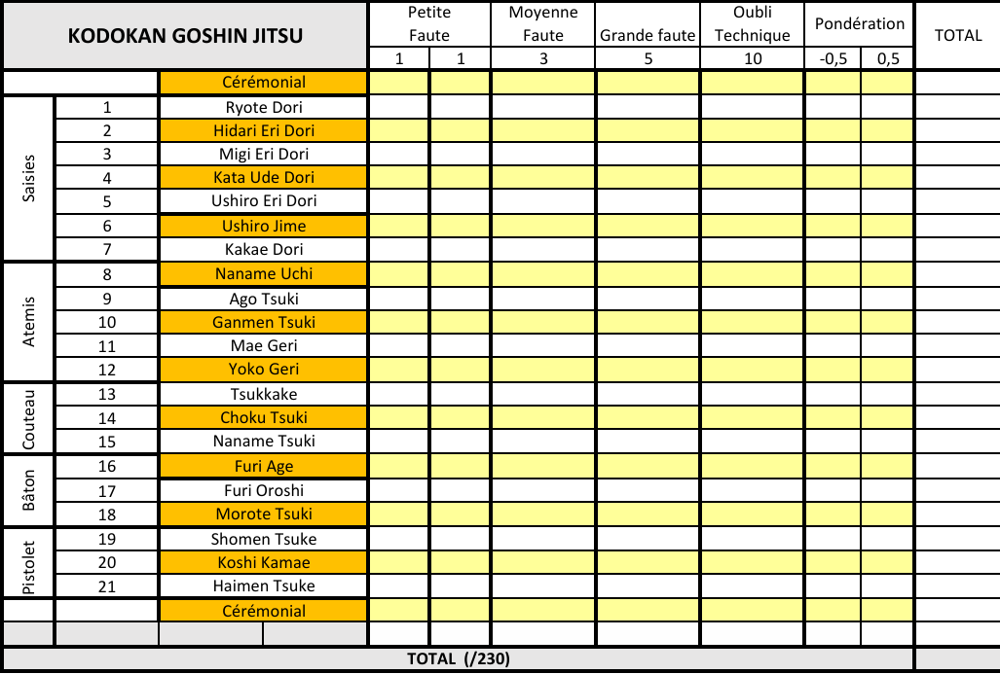 KODOKAN GOSHIN JITSU
Petite Faute
Moyenne Faute
Grande faute
Oubli Technique
Pondération
TOTAL
1 1 3 5 10 -0,5 0,5
Cérémonial
Saisies
1 Ryote Dori
2 Hidari Eri Dori
3 Migi Eri Dori
4 Kata Ude Dori
5 Ushiro Eri Dori
6 Ushiro Jime
7 Kakae Dori
Atemis
8 Naname Uchi
9 Ago Tsuki
10 Ganmen Tsuki
11 Mae Geri
12 Yoko Geri
Couteau
13 Tsukkake
14 Choku Tsuki
15 Naname Tsuki
Bâton
16 Furi Age
17 Furi Oroshi
18 Morote Tsuki
Pistolet
19 Shomen Tsuke
20 Koshi Kamae
21 Haimen Tsuke
Cérémonial
TOTAL (/230)